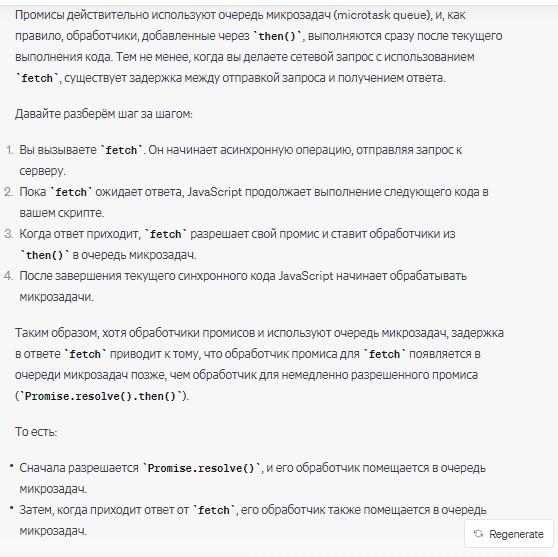 Промисы действительно используют очередь микрозадач (microtask queue), и, как
правило, обработчики, добавленные через `then()`, выполняются сразу после текущего
выполнения кода. Тем не менее, когда вы делаете сетевой запрос с использованием
`fetch`, существует задержка между отправкой запроса и получением ответа.
Давайте разберём шаг за шагом:
1. Вы вызываете `fetch`. Он начинает асинхронную операцию, отправляя запрос к
серверу.
2. Пока `fetch` ожидает ответа, JavaScript продолжает выполнение следующего кода в
вашем скрипте.
3. Когда ответ приходит, `fetch` разрешает свой промис и ставит обработчики из
`then()` в очередь микрозадач.
4. После завершения текущего синхронного кода JavaScript начинает обрабатывать
микрозадачи.
Таким образом, хотя обработчики промисов и используют очередь микрозадач, задержка
в ответе `fetch` приводит к тому, что обработчик промиса для `fetch` появляется в
очереди микрозадач позже, чем обработчик для немедленно разрешенного промиса
(`Promise.resolve().then()`).
То есть:
• Сначала разрешается `Promise.resolve()`, и его обработчик помещается в очередь
микрозадач.
• Затем, когда приходит ответ от `fetch`, его обработчик также помещается в очередь
микрозадач.
Regenerate